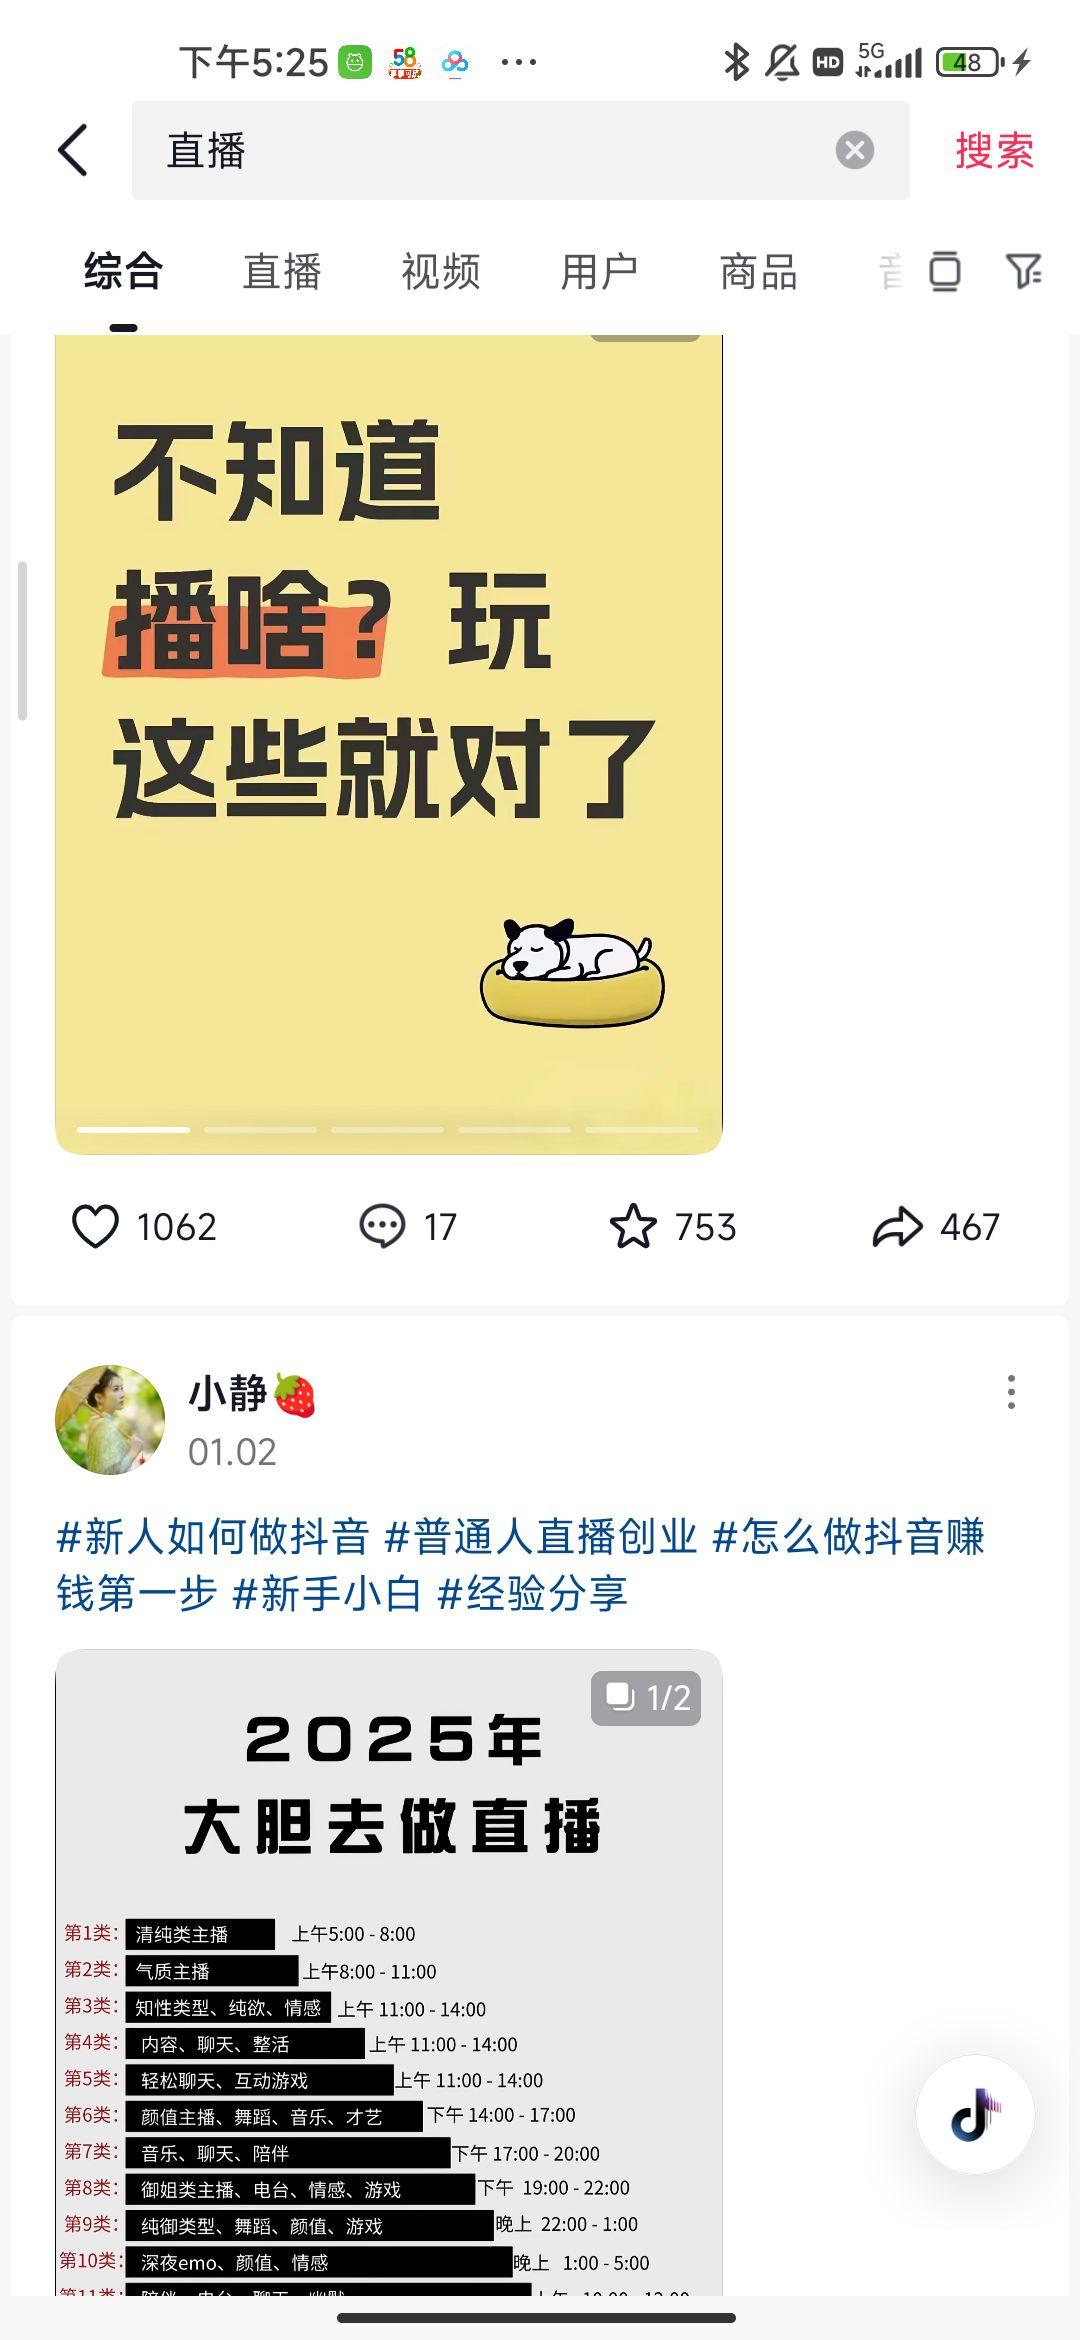 下午5:25
58
HD
5G
48
直播
搜索
综合 直播 视频 用户 商品
不知道
播啥？玩
这些就对了
1062 17 753 467
小静🍓
01.02
#新人如何做抖音 #普通人直播创业 #怎么做抖音赚
钱第一步 #新手小白 #经验分享
1/2
2025年
大胆去做直播
第1类： 清纯类主播 上午5:00 - 8:00
第2类： 气质主播 上午8:00 - 11:00
第3类： 知性类型、纯欲、情感 上午 11:00 - 14:00
第4类： 内容、聊天、整活 上午 11:00 - 14:00
第5类： 轻松聊天、互动游戏 上午 11:00 - 14:00
第6类： 颜值主播、舞蹈、音乐、才艺 下午 14:00 - 17:00
第7类： 音乐、聊天、陪伴 下午 17:00 - 20:00
第8类： 御姐类主播、电台、情感、游戏 下午 19:00 - 22:00
第9类： 纯御类型、舞蹈、颜值、游戏 晚上 22:00 - 1:00
第10类： 深夜emo、颜值、情感 晚上 1:00 - 5:00
第11类：